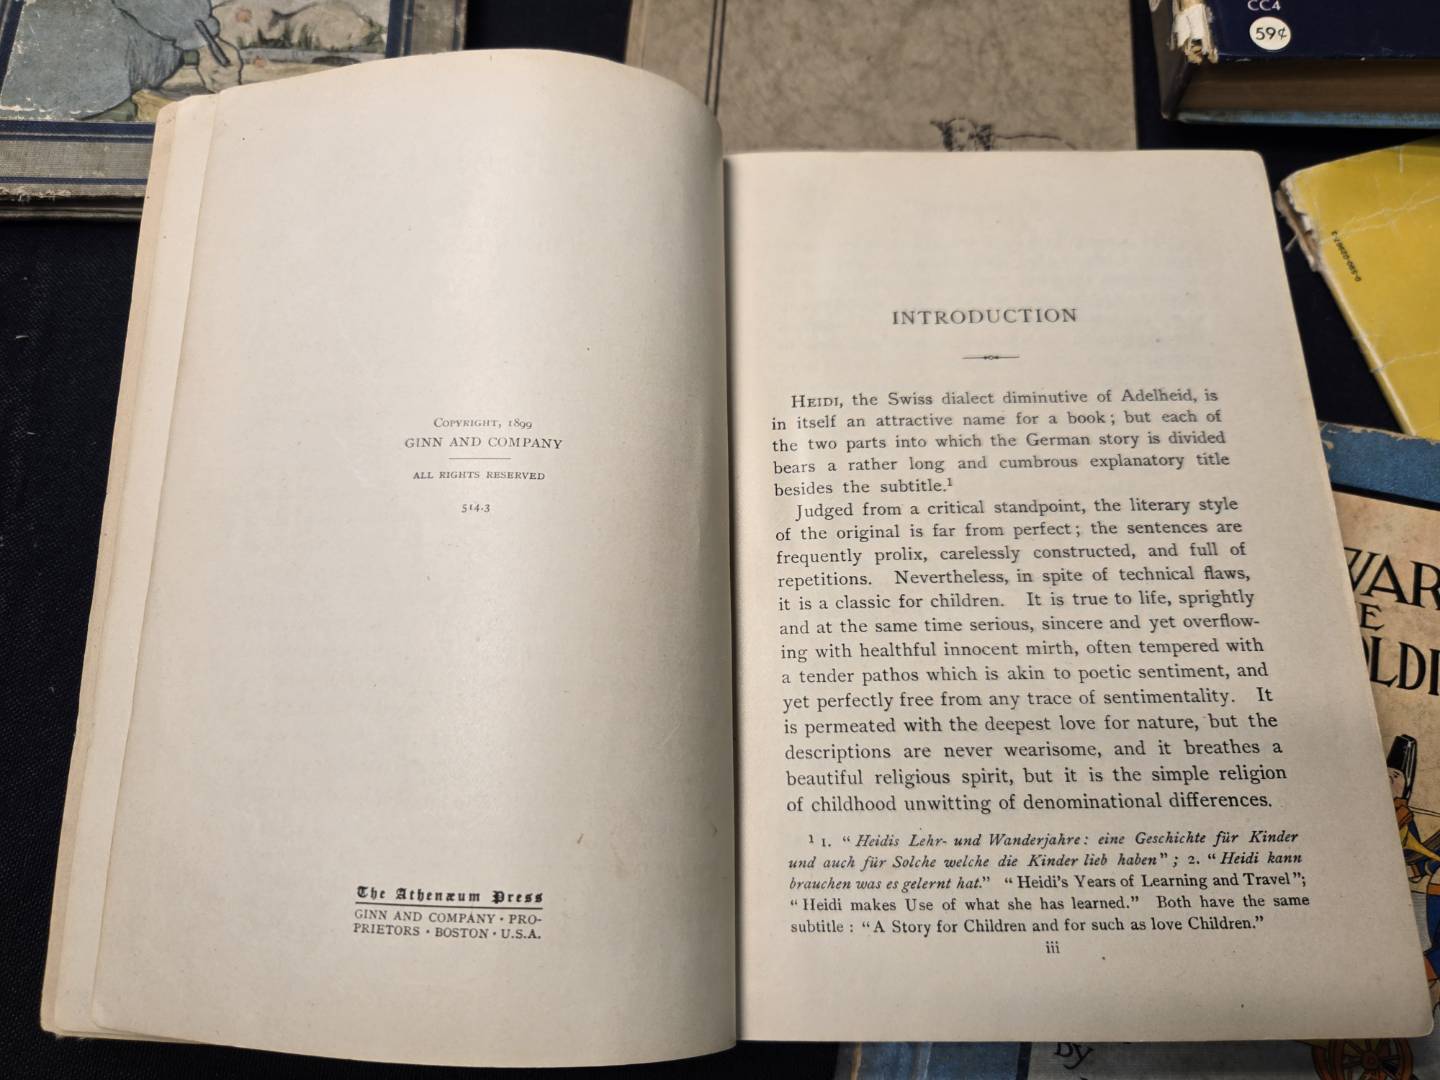 CC4
59¢
COPYRIGHT, 1899
GINN AND COMPANY
ALL RIGHTS RESERVED
514.3
The Athenæum Press
GINN AND COMPANY · PRO-
PRIETORS · BOSTON · U.S.A.
INTRODUCTION
HEIDI, the Swiss dialect diminutive of Adelheid, is
in itself an attractive name for a book; but each of
the two parts into which the German story is divided
bears a rather long and cumbrous explanatory title
besides the subtitle.¹
Judged from a critical standpoint, the literary style
of the original is far from perfect; the sentences are
frequently prolix, carelessly constructed, and full of
repetitions. Nevertheless, in spite of technical flaws,
it is a classic for children. It is true to life, sprightly
and at the same time serious, sincere and yet overflow-
ing with healthful innocent mirth, often tempered with
a tender pathos which is akin to poetic sentiment, and
yet perfectly free from any trace of sentimentality. It
is permeated with the deepest love for nature, but the
descriptions are never wearisome, and it breathes a
beautiful religious spirit, but it is the simple religion
of childhood unwitting of denominational differences.
¹ 1. "Heidis Lehr- und Wanderjahre: eine Geschichte für Kinder
und auch für Solche welche die Kinder lieb haben"; 2. "Heidi kann
brauchen was es gelernt hat." "Heidi's Years of Learning and Travel";
"Heidi makes Use of what she has learned." Both have the same
subtitle: "A Story for Children and for such as love Children."
iii
WAR
E
OLDI
By